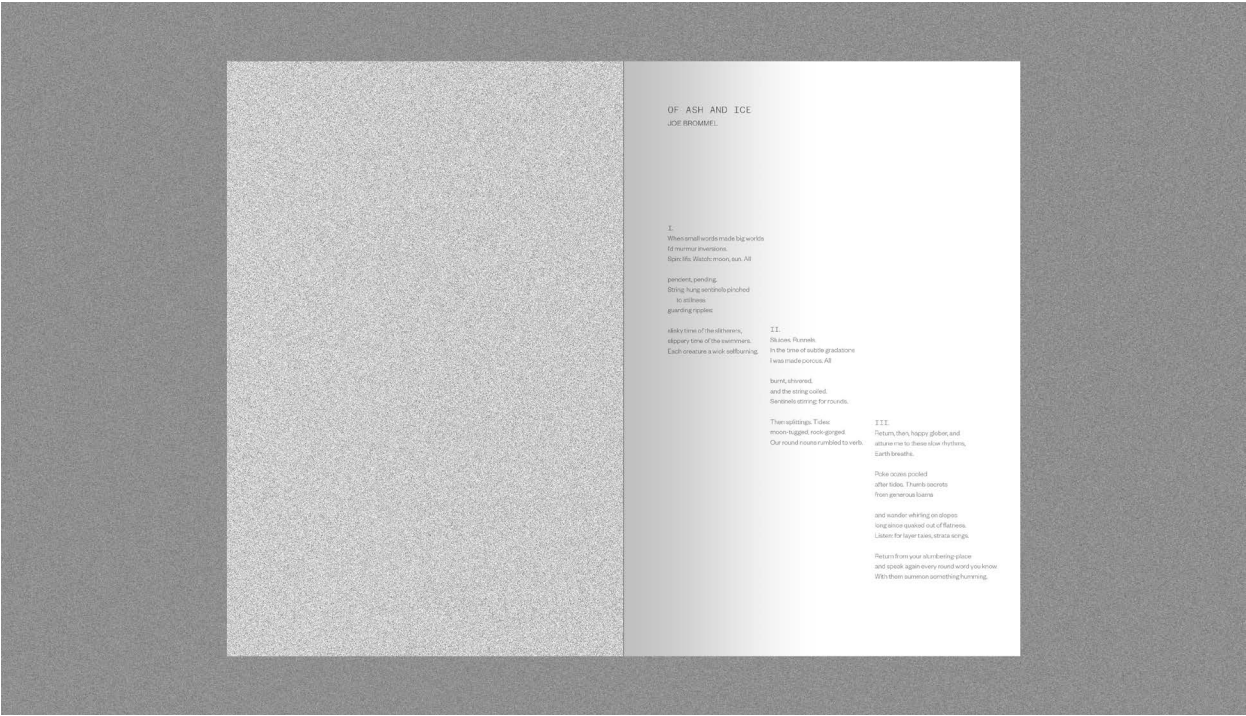 OF ASH AND ICE
JOE BROMMEL
I.
When small words made big worlds
I'd murmur inversions.
Spin: life. Watch: moon, sun. All
pendent, pending.
String: hung sentinels pinched
to stillness
guarding ripples
slicky time of the slitherers,
slippery time of the swimmers.
Each creature a wick selfburning.
II.
Sluices. Runnels.
In the time of subtle gradations
I was made porous. All
burnt, shivered,
and the string coiled.
Sentinels stirring: for rounds.
Then splittings. Tides:
moon-tugged, rock-gorged.
Our round nouns rumbled to verb.
III.
Return, then, happy glober, and
attune me to these slow rhythms,
Earth breaths.
Poke oozes pooled
after tides. Thumb secrets
from generous loams
and wander whirling on slopes
long since quaked out of flatness.
Listen: for layer tales, strata songs.
Return from your slumbering-place
and speak again every round word you know.
With them summon something humming.